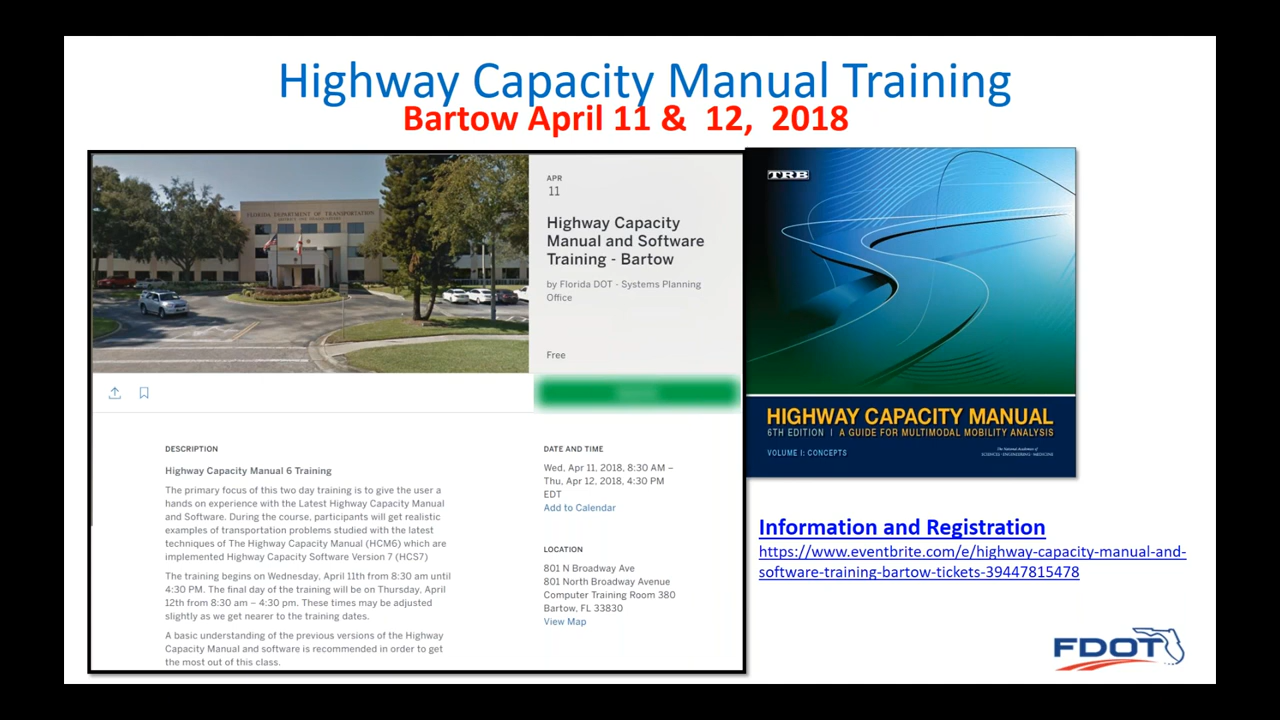 Highway Capacity Manual Training
Bartow April 11 & 12, 2018
FLORIDA DEPARTMENT OF TRANSPORTATION
APR
11
Highway Capacity
Manual and Software
Training - Bartow
by Florida DOT - Systems Planning
Office
Free
DESCRIPTION
Highway Capacity Manual 6 Training
The primary focus of this two day training is to give the user a
hands on experience with the Latest Highway Capacity Manual
and Software. During the course, participants will get realistic
examples of transportation problems studied with the latest
techniques of The Highway Capacity Manual (HCM6) which are
implemented Highway Capacity Software Version 7 (HCS7)
The training begins on Wednesday, April 11th from 8:30 am until
4:30 PM. The final day of the training will be on Thursday, April
12th from 8:30 am – 4:30 pm. These times may be adjusted
slightly as we get nearer to the training dates.
A basic understanding of the previous versions of the Highway
Capacity Manual and software is recommended in order to get
the most out of this class.
DATE AND TIME
Wed, Apr 11, 2018, 8:30 AM –
Thu, Apr 12, 2018, 4:30 PM
EDT
Add to Calendar
LOCATION
801 N Broadway Ave
801 North Broadway Avenue
Computer Training Room 380
Bartow, FL 33830
View Map
TRB
HIGHWAY CAPACITY MANUAL
6TH EDITION | A GUIDE FOR MULTIMODAL MOBILITY ANALYSIS
VOLUME I: CONCEPTS
The National Academies of
SCIENCES • ENGINEERING • MEDICINE
Information and Registration
https://www.eventbrite.com/e/highway-capacity-manual-and-
software-training-bartow-tickets-39447815478
FDOT